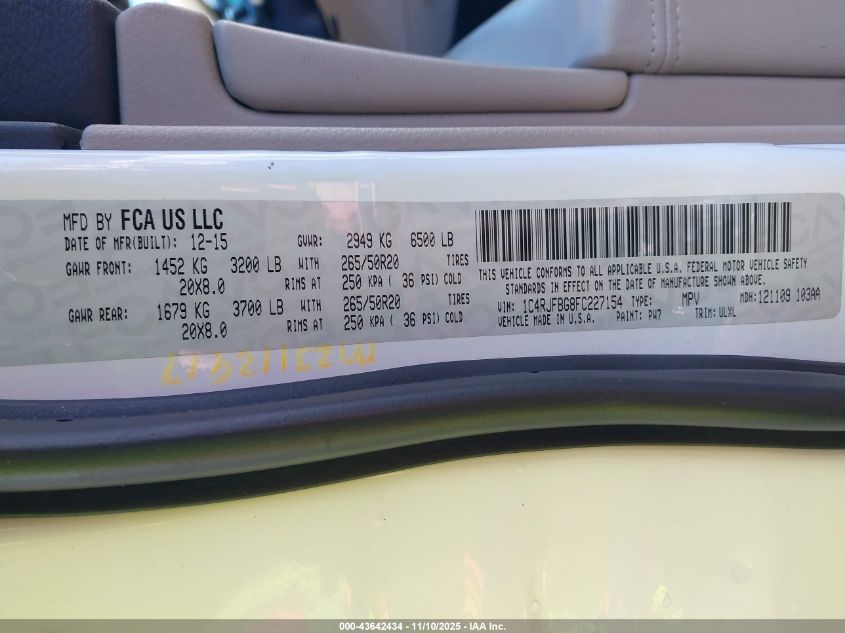 MFD BY FCA US LLC
DATE OF MFR(BUILT): 12-15 GVWR: 2949 KG 6500 LB
GAWR FRONT: 1452 KG 3200 LB WITH 265/50R20 TIRES
20X8.0 RIMS AT 250 KPA ( 36 PSI) COLD
GAWR REAR: 1679 KG 3700 LB WITH 265/50R20 TIRES
20X8.0 RIMS AT 250 KPA ( 36 PSI) COLD
THIS VEHICLE CONFORMS TO ALL APPLICABLE U.S.A. FEDERAL MOTOR VEHICLE SAFETY
STANDARDS IN EFFECT ON THE DATE OF MANUFACTURE SHOWN ABOVE.
VIN: 1C4RJFBG8FC227154 TYPE: MPV MDH: 121109 103AA
VEHICLE MADE IN U.S.A. PAINT: PW7 TRIM: ULXL
000-43642434 - 11/10/2025 - IAA Inc.